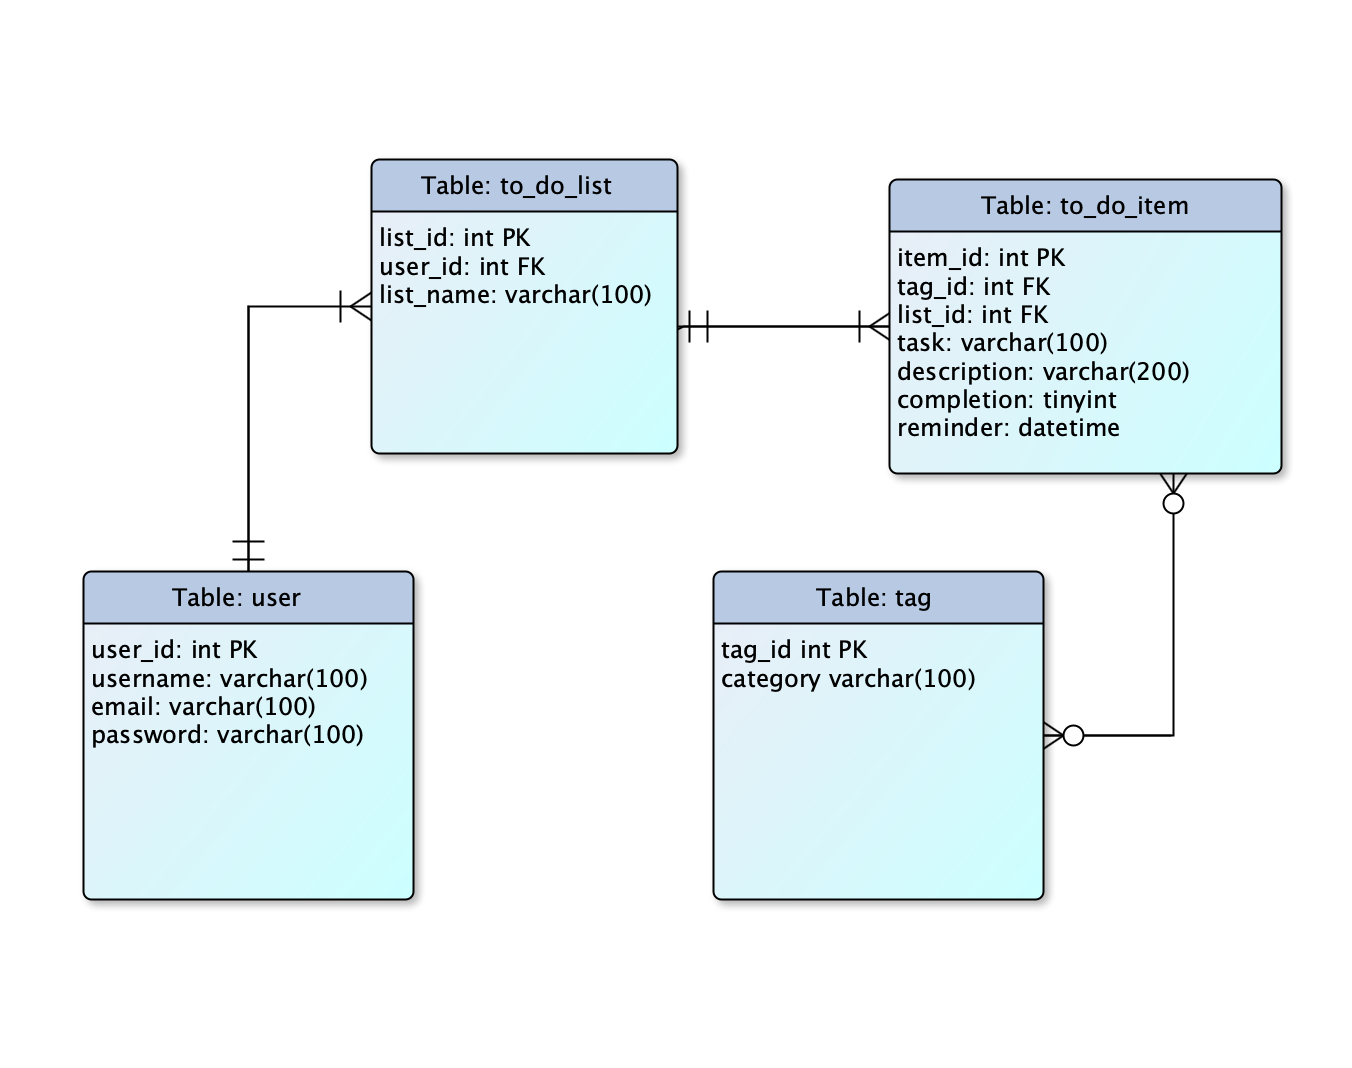 Table: to_do_list
list_id: int PK
user_id: int FK
list_name: varchar(100)
Table: to_do_item
item_id: int PK
tag_id: int FK
list_id: int FK
task: varchar(100)
description: varchar(200)
completion: tinyint
reminder: datetime
Table: user
user_id: int PK
username: varchar(100)
email: varchar(100)
password: varchar(100)
Table: tag
tag_id int PK
category varchar(100)